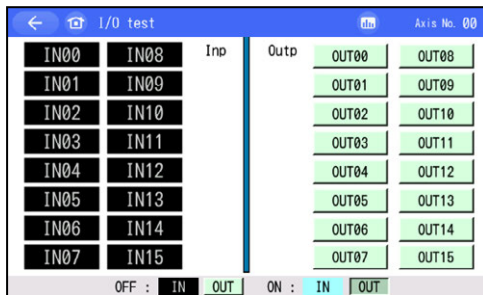 I/O test Axis No. 00
IN00 IN08 Inp Outp OUT00 OUT08
IN01 IN09 OUT01 OUT09
IN02 IN10 OUT02 OUT10
IN03 IN11 OUT03 OUT11
IN04 IN12 OUT04 OUT12
IN05 IN13 OUT05 OUT13
IN06 IN14 OUT06 OUT14
IN07 IN15 OUT07 OUT15
OFF : IN OUT ON : IN OUT